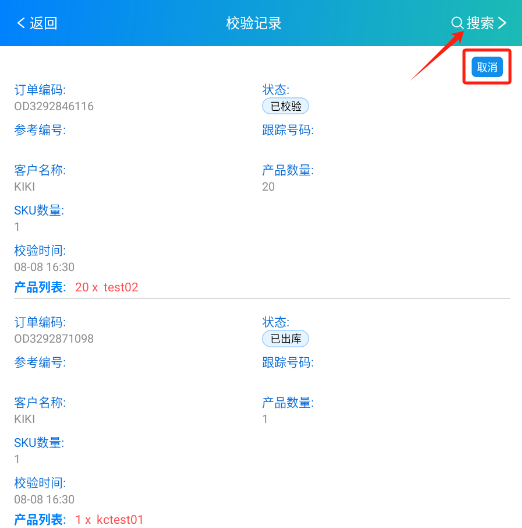 返回 校验记录 搜索
取消
订单编码: 状态:
OD3292846116 已校验
参考编号: 跟踪号码:
客户名称: 产品数量:
KIKI 20
SKU数量:
1
校验时间:
08-08 16:30
产品列表: 20 x test02
订单编码: 状态:
OD3292871098 已出库
参考编号: 跟踪号码:
客户名称: 产品数量:
KIKI 1
SKU数量:
1
校验时间:
08-08 16:30
产品列表: 1 x kctest01